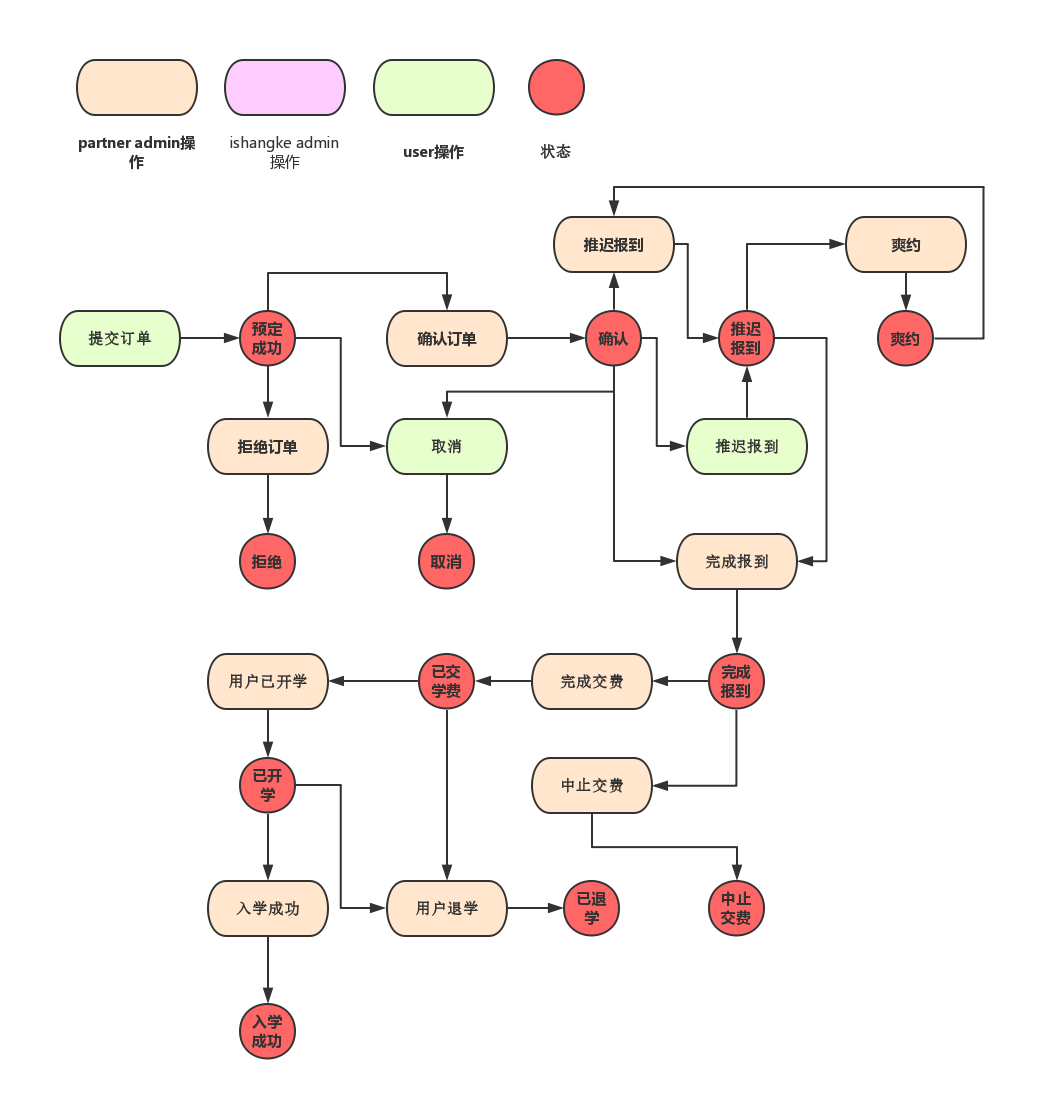 partner admin操
作
ishangke admin
操作
user操作
状态
推迟报到
爽约
提交订单
预定
成功
确认订单
确认
推迟
报到
爽约
拒绝订单
取消
推迟报到
拒绝
取消
完成报到
用户已开学
已交
学费
完成交费
完成
报到
已开
学
中止交费
入学成功
用户退学
已退
学
中止
交费
入学
成功